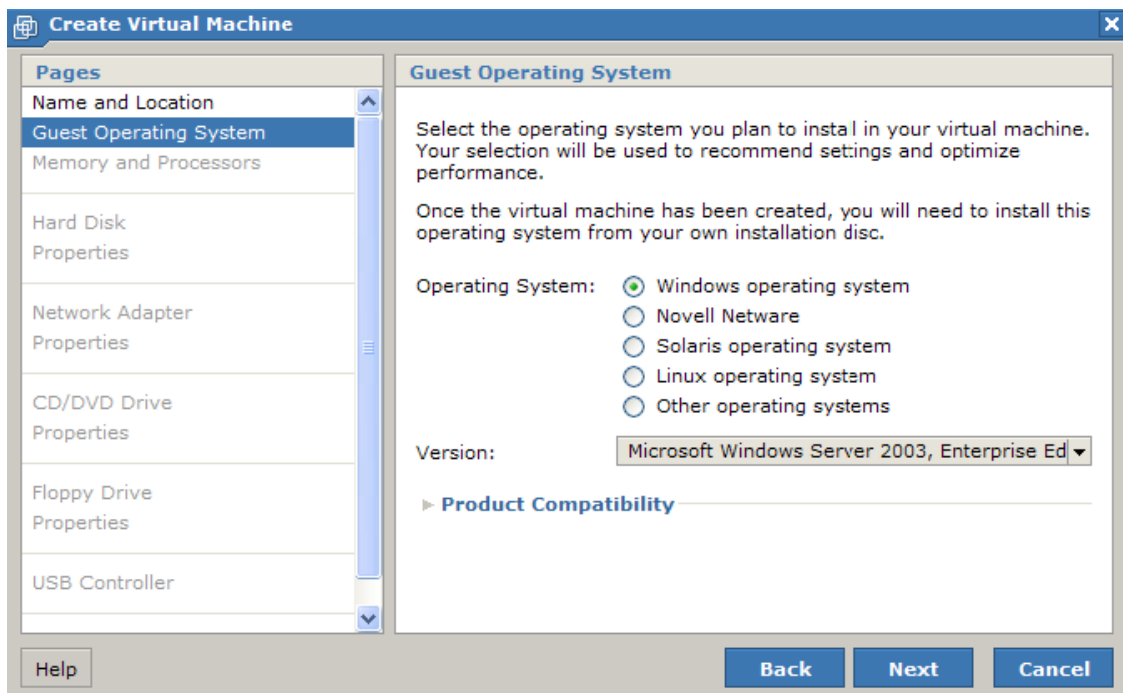 Create Virtual Machine
Pages
Name and Location
Guest Operating System
Memory and Processors
Hard Disk
Properties
Network Adapter
Properties
CD/DVD Drive
Properties
Floppy Drive
Properties
USB Controller
Guest Operating System
Select the operating system you plan to install in your virtual machine.
Your selection will be used to recommend settings and optimize
performance.
Once the virtual machine has been created, you will need to install this
operating system from your own installation disc.
Operating System:
Windows operating system
Novell Netware
Solaris operating system
Linux operating system
Other operating systems
Version: Microsoft Windows Server 2003, Enterprise Ed
Product Compatibility
Help Back Next Cancel